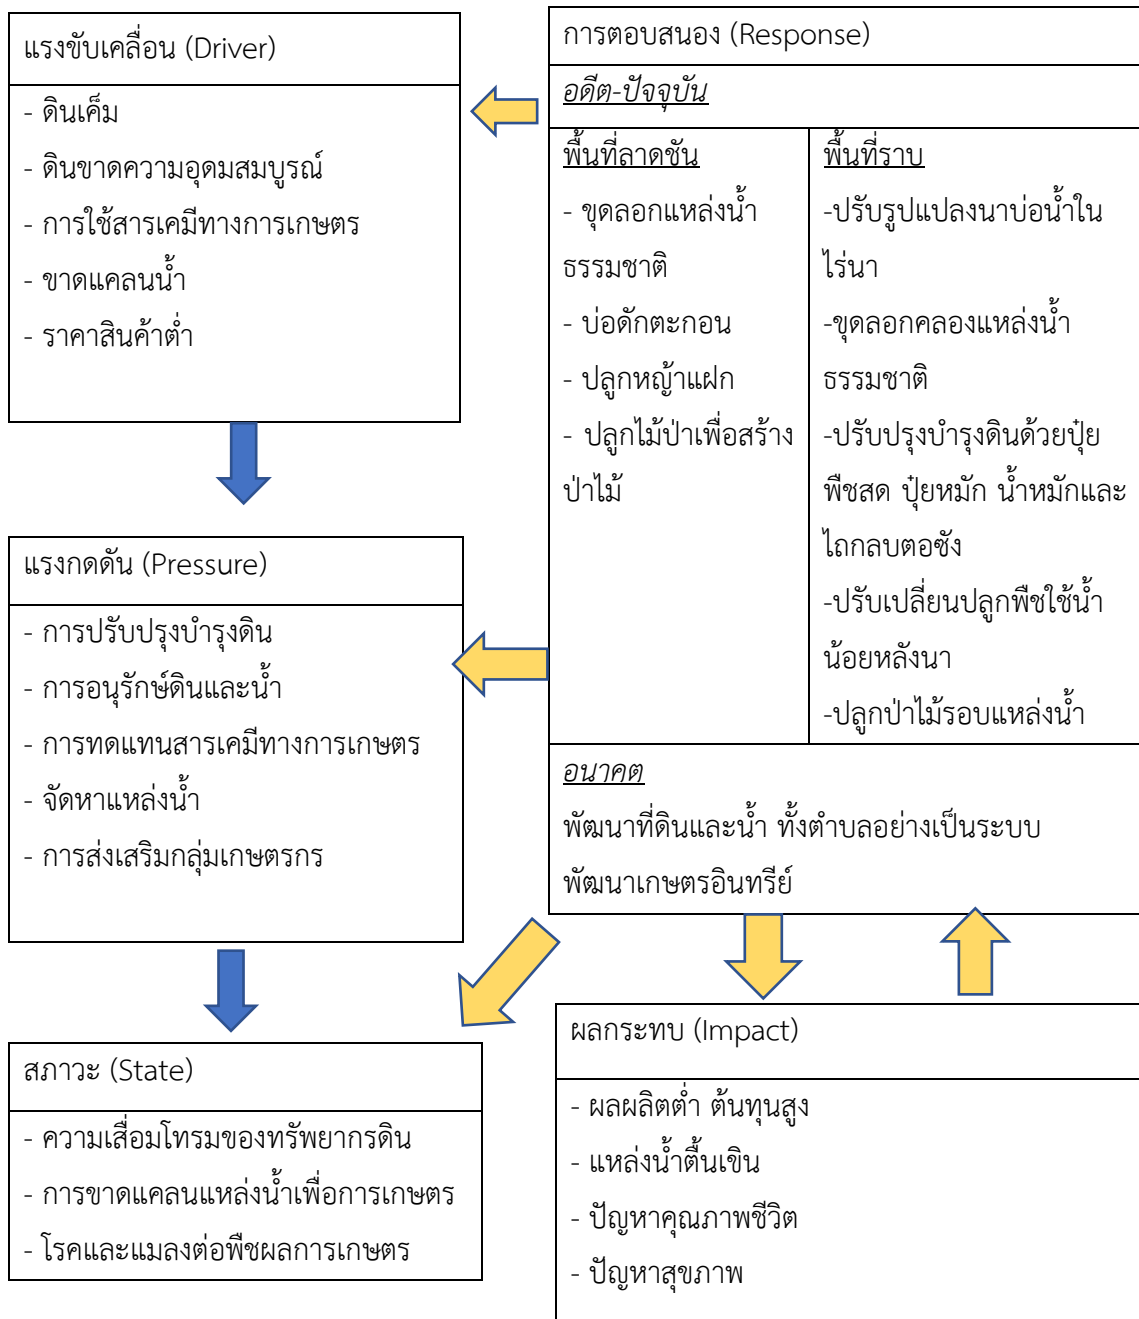 แรงขับเคลื่อน (Driver)
- ดินเค็ม
- ดินขาดความอุดมสมบูรณ์
- การใช้สารเคมีทางการเกษตร
- ขาดแคลนน้ำ
- ราคาสินค้าต่ำ
แรงกดดัน (Pressure)
- การปรับปรุงบำรุงดิน
- การอนุรักษ์ดินและน้ำ
- การทดแทนสารเคมีทางการเกษตร
- จัดหาแหล่งน้ำ
- การส่งเสริมกลุ่มเกษตรกร
สภาวะ (State)
- ความเสื่อมโทรมของทรัพยากรดิน
- การขาดแคลนแหล่งน้ำเพื่อการเกษตร
- โรคและแมลงต่อพืชผลการเกษตร
การตอบสนอง (Response)
อดีต-ปัจจุบัน
พื้นที่ลาดชัน
- ขุดลอกแหล่งน้ำ
ธรรมชาติ
- บ่อดักตะกอน
- ปลูกหญ้าแฝก
- ปลูกไม้ป่าเพื่อสร้าง
ป่าไม้
พื้นที่ราบ
-ปรับรูปแปลงนาบ่อน้ำใน
ไร่นา
-ขุดลอกคลองแหล่งน้ำ
ธรรมชาติ
-ปรับปรุงบำรุงดินด้วยปุ๋ย
พืชสด ปุ๋ยหมัก น้ำหมักและ
ไถกลบตอซัง
-ปรับเปลี่ยนปลูกพืชใช้น้ำ
น้อยหลังนา
-ปลูกป่าไม้รอบแหล่งน้ำ
อนาคต
พัฒนาที่ดินและน้ำ ทั้งตำบลอย่างเป็นระบบ
พัฒนาเกษตรอินทรีย์
ผลกระทบ (Impact)
- ผลผลิตต่ำ ต้นทุนสูง
- แหล่งน้ำตื้นเขิน
- ปัญหาคุณภาพชีวิต
- ปัญหาสุขภาพ